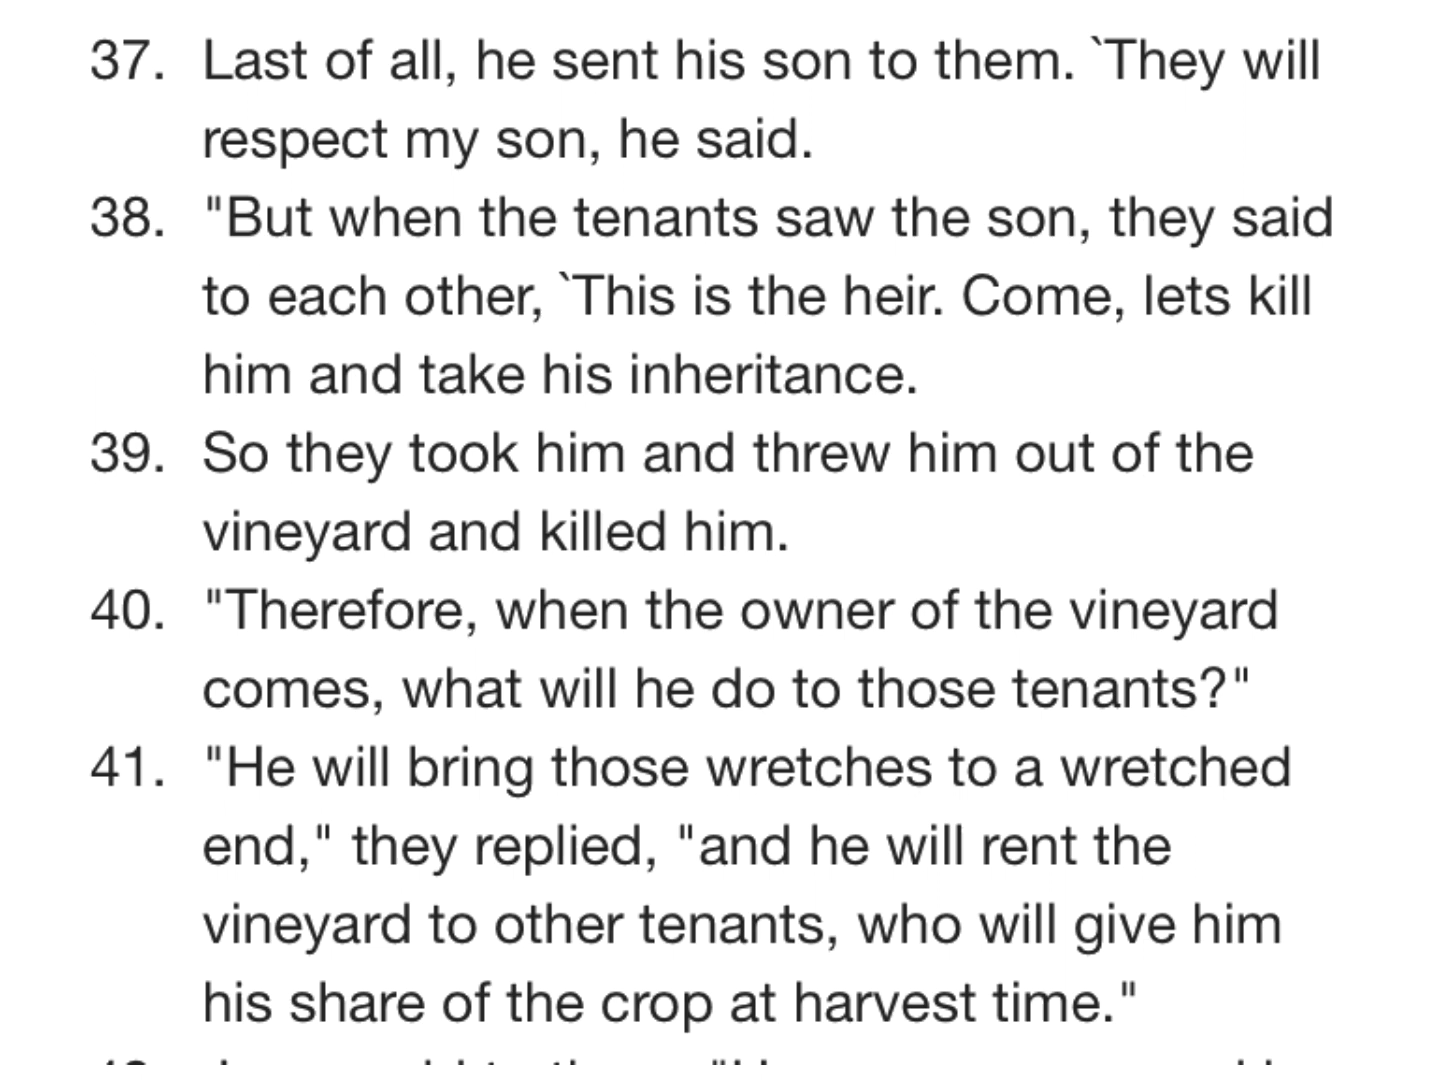 37. Last of all, he sent his son to them. `They will
respect my son, he said.
38. "But when the tenants saw the son, they said
to each other, `This is the heir. Come, lets kill
him and take his inheritance.
39. So they took him and threw him out of the
vineyard and killed him.
40. "Therefore, when the owner of the vineyard
comes, what will he do to those tenants?"
41. "He will bring those wretches to a wretched
end," they replied, "and he will rent the
vineyard to other tenants, who will give him
his share of the crop at harvest time."